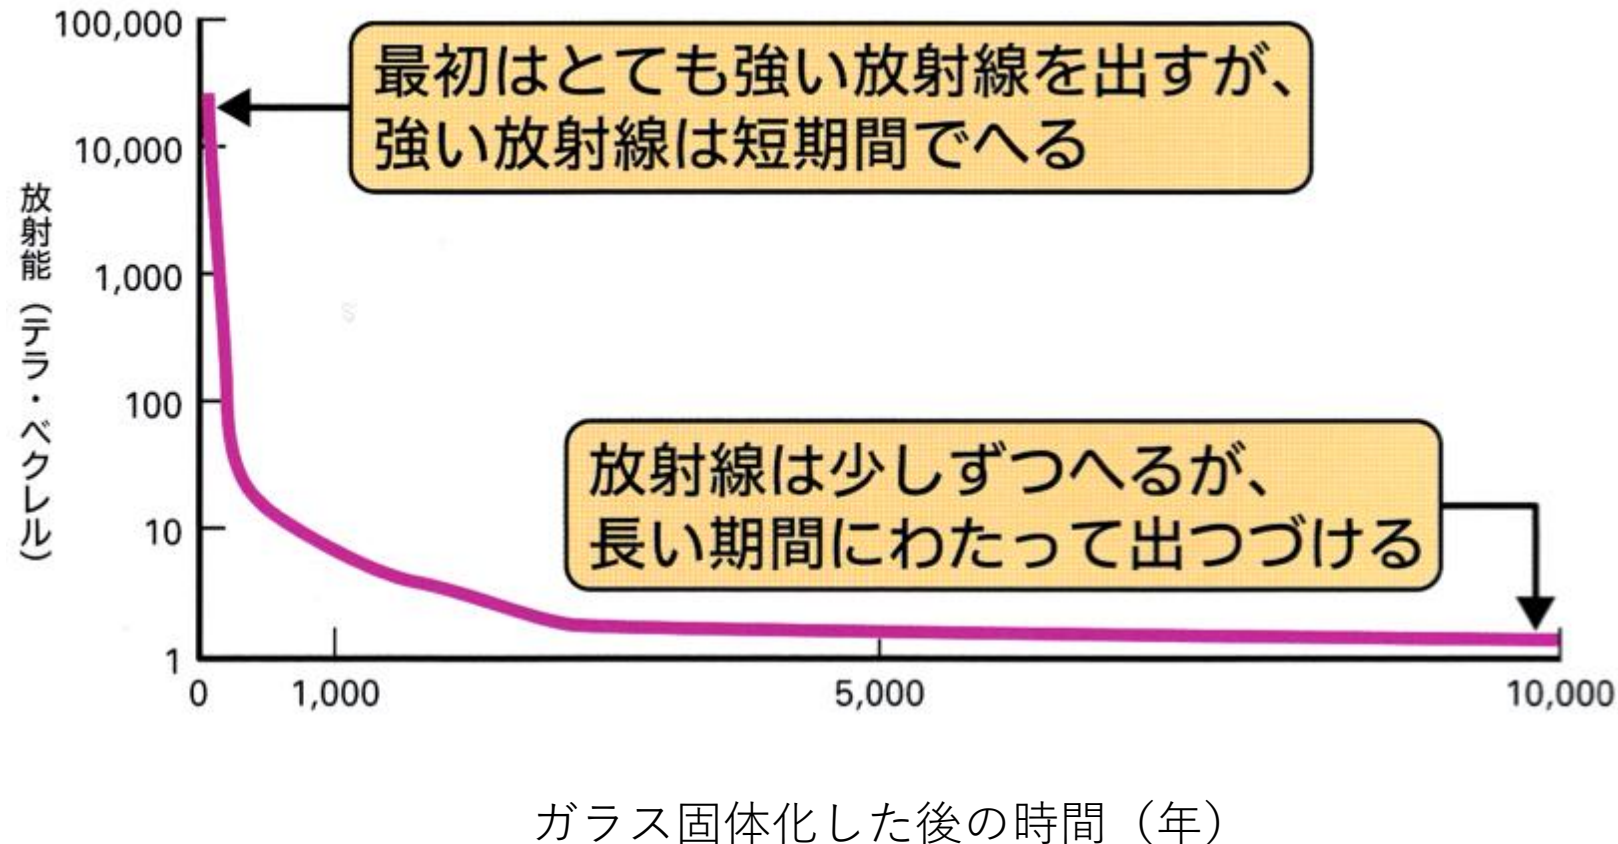 100,000
最初はとても強い放射線を出すが、
強い放射線は短期間でへる
10,000
放射能（テラ・ベクレル）
1,000
100
放射線は少しずつへるが、
長い期間にわたって出つづける
10
1
0 1,000 5,000 10,000
ガラス固体化した後の時間（年）